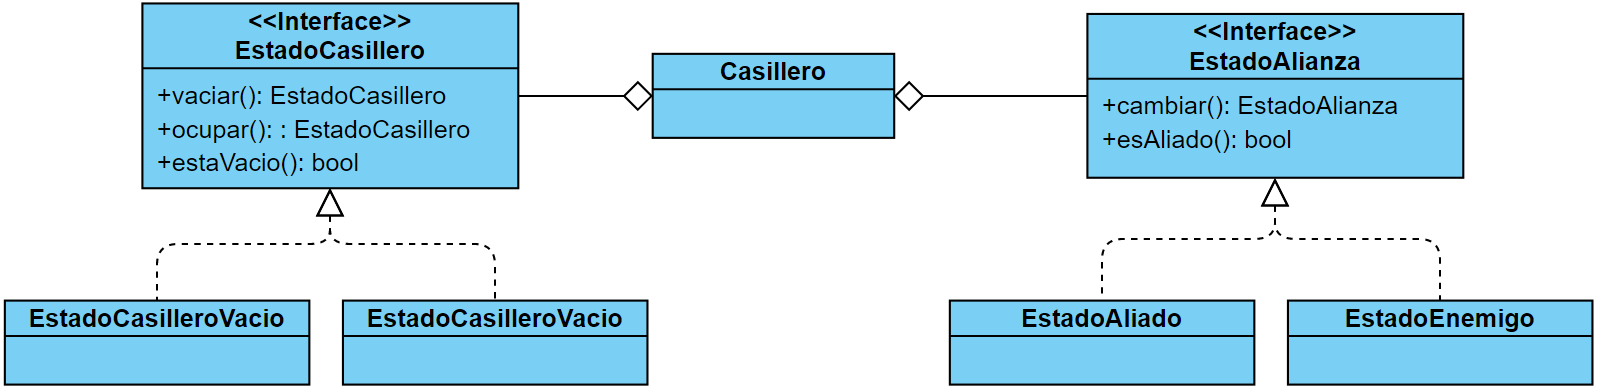 <<Interface>>
EstadoCasillero
+vaciar(): EstadoCasillero
+ocupar(): : EstadoCasillero
+estaVacio(): bool
Casillero
<<Interface>>
EstadoAlianza
+cambiar(): EstadoAlianza
+esAliado(): bool
EstadoCasilleroVacio
EstadoCasilleroVacio
EstadoAliado
EstadoEnemigo